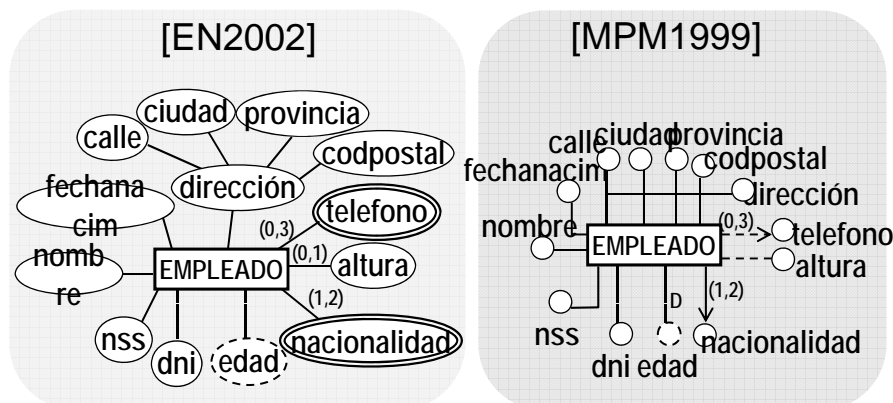 [EN2002]
ciudad
provincia
calle
codpostal
dirección
fechana
cim
telefono
(0,3)
nomb
re
EMPLEADO
(0,1)
altura
(1,2)
nss
dni
edad
nacionalidad
[MPM1999]
calle
ciudad
provincia
fechanacim
codpostal
dirección
nombre
(0,3)
EMPLEADO
telefono
altura
D
(1,2)
nss
dni
edad
nacionalidad